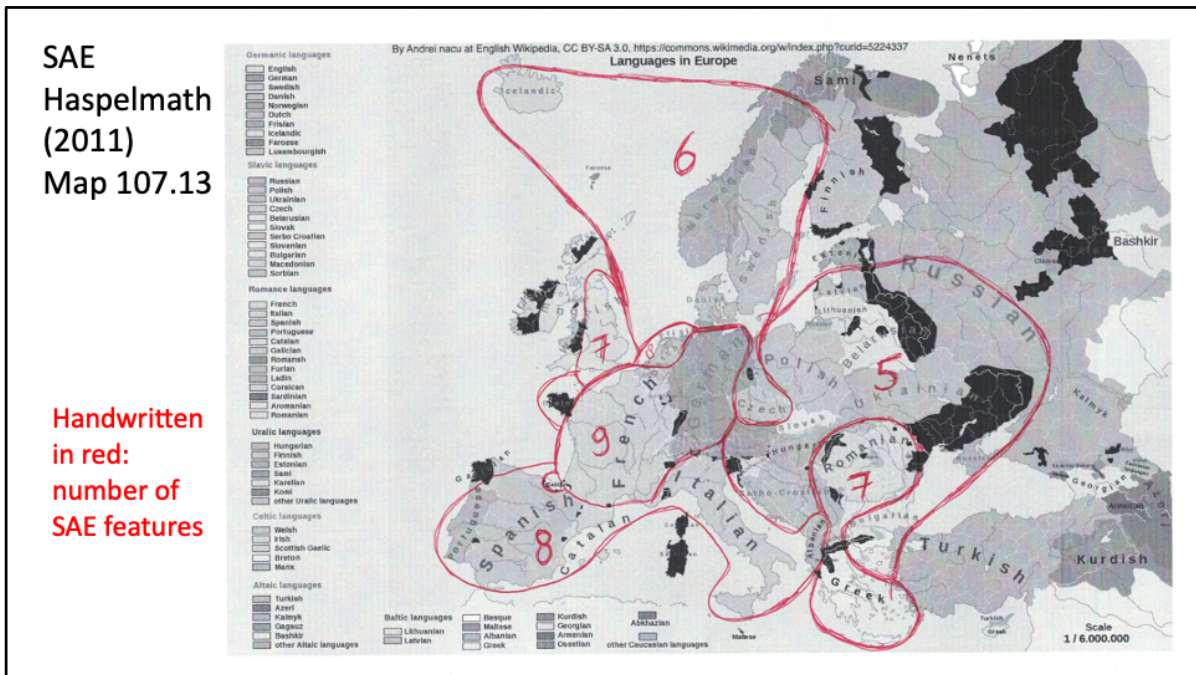 SAE
Haspelmath
(2011)
Map 107.13
Handwritten
in red:
number of
SAE features
By Andrei nacu at English Wikipedia, CC BY-SA 3.0, https://commons.wikimedia.org/w/index.php?curid=5224337
Languages in Europe
Germanic languages
English
German
Swedish
Danish
Norwegian
Dutch
Frisian
Icelandic
Faroese
Luxembourgish
Slavic languages
Russian
Polish
Ukrainian
Czech
Belarusian
Slovak
Serbo Croatian
Slovenian
Bulgarian
Macedonian
Sorbian
Romance languages
French
Italian
Spanish
Portuguese
Catalan
Galician
Romansh
Furlan
Ladin
Corsican
Sardinian
Aromanian
Romanian
Uralic languages
Hungarian
Finnish
Estonian
Sami
Karelian
Komi
other Uralic languages
Celtic languages
Welsh
Irish
Scottish Gaelic
Breton
Manx
Altaic languages
Turkish
Azeri
Kalmyk
Gagauz
Bashkir
other Altaic languages
Baltic languages
Lithuanian
Latvian
Basque
Maltese
Albanian
Greek
Kurdish
Georgian
Armenian
Ossetian
Abkhazian
other Caucasian languages
Scale
1 / 6.000.000
Nenets
Sami
Icelandic
6
Faroese
Norwegian
Swedish
Finnish
Bashkir
Russian
Latvian
Lithuanian
Belarusian
7
8
German
Polish
5
Ukrainian
Czech
Slovak
Kalmyk
9
French
Romanian
7
Georgian
Italian
Serbo-Croatian
Bulgarian
Armenian
Portuguese
Spanish
8
Catalan
Albanian
Turkish
Kurdish
Greek
Maltese
Turkish
Greek